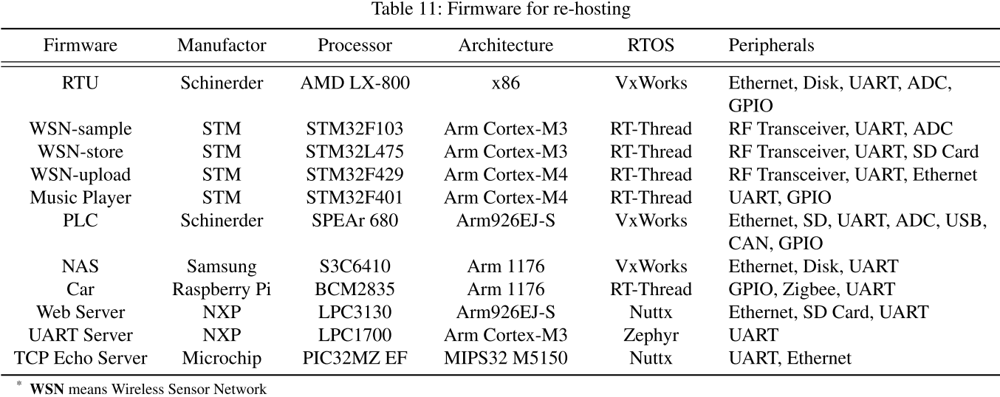 Table 11: Firmware for re-hosting
Firmware Manufactor Processor Architecture RTOS Peripherals
RTU Schinerder AMD LX-800 x86 VxWorks Ethernet, Disk, UART, ADC,
GPIO
WSN-sample STM STM32F103 Arm Cortex-M3 RT-Thread RF Transceiver, UART, ADC
WSN-store STM STM32L475 Arm Cortex-M3 RT-Thread RF Transceiver, UART, SD Card
WSN-upload STM STM32F429 Arm Cortex-M4 RT-Thread RF Transceiver, UART, Ethernet
Music Player STM STM32F401 Arm Cortex-M4 RT-Thread UART, GPIO
PLC Schinerder SPEAr 680 Arm926EJ-S VxWorks Ethernet, SD, UART, ADC, USB,
CAN, GPIO
NAS Samsung S3C6410 Arm 1176 VxWorks Ethernet, Disk, UART
Car Raspberry Pi BCM2835 Arm 1176 RT-Thread GPIO, Zigbee, UART
Web Server NXP LPC3130 Arm926EJ-S Nuttx Ethernet, SD Card, UART
UART Server NXP LPC1700 Arm Cortex-M3 Zephyr UART
TCP Echo Server Microchip PIC32MZ EF MIPS32 M5150 Nuttx UART, Ethernet
* WSN means Wireless Sensor Network